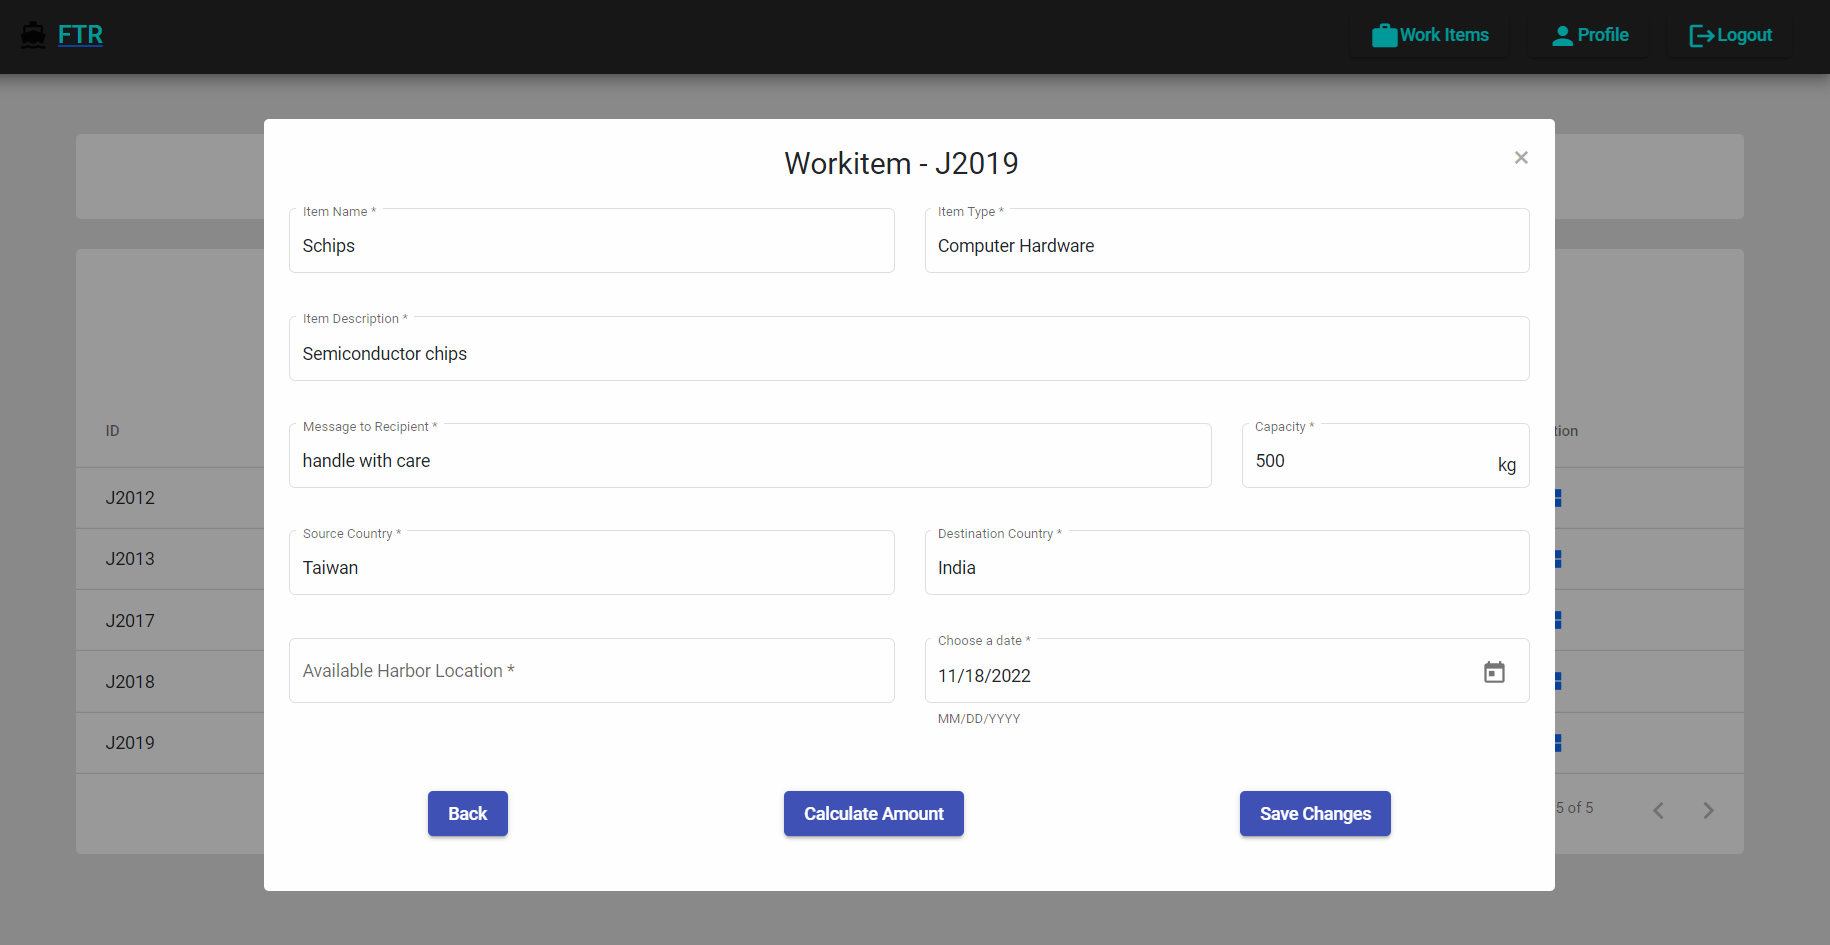 FTR
Work Items
Profile
Logout
Workitem - J2019
×
Item Name *
Schips
Item Type *
Computer Hardware
Item Description *
Semiconductor chips
Message to Recipient *
handle with care
Capacity *
500
kg
Source Country *
Taiwan
Destination Country *
India
Available Harbor Location *
Choose a date *
11/18/2022
MM/DD/YYYY
Back
Calculate Amount
Save Changes
ID
tion
J2012
J2013
J2017
J2018
J2019
5 of 5